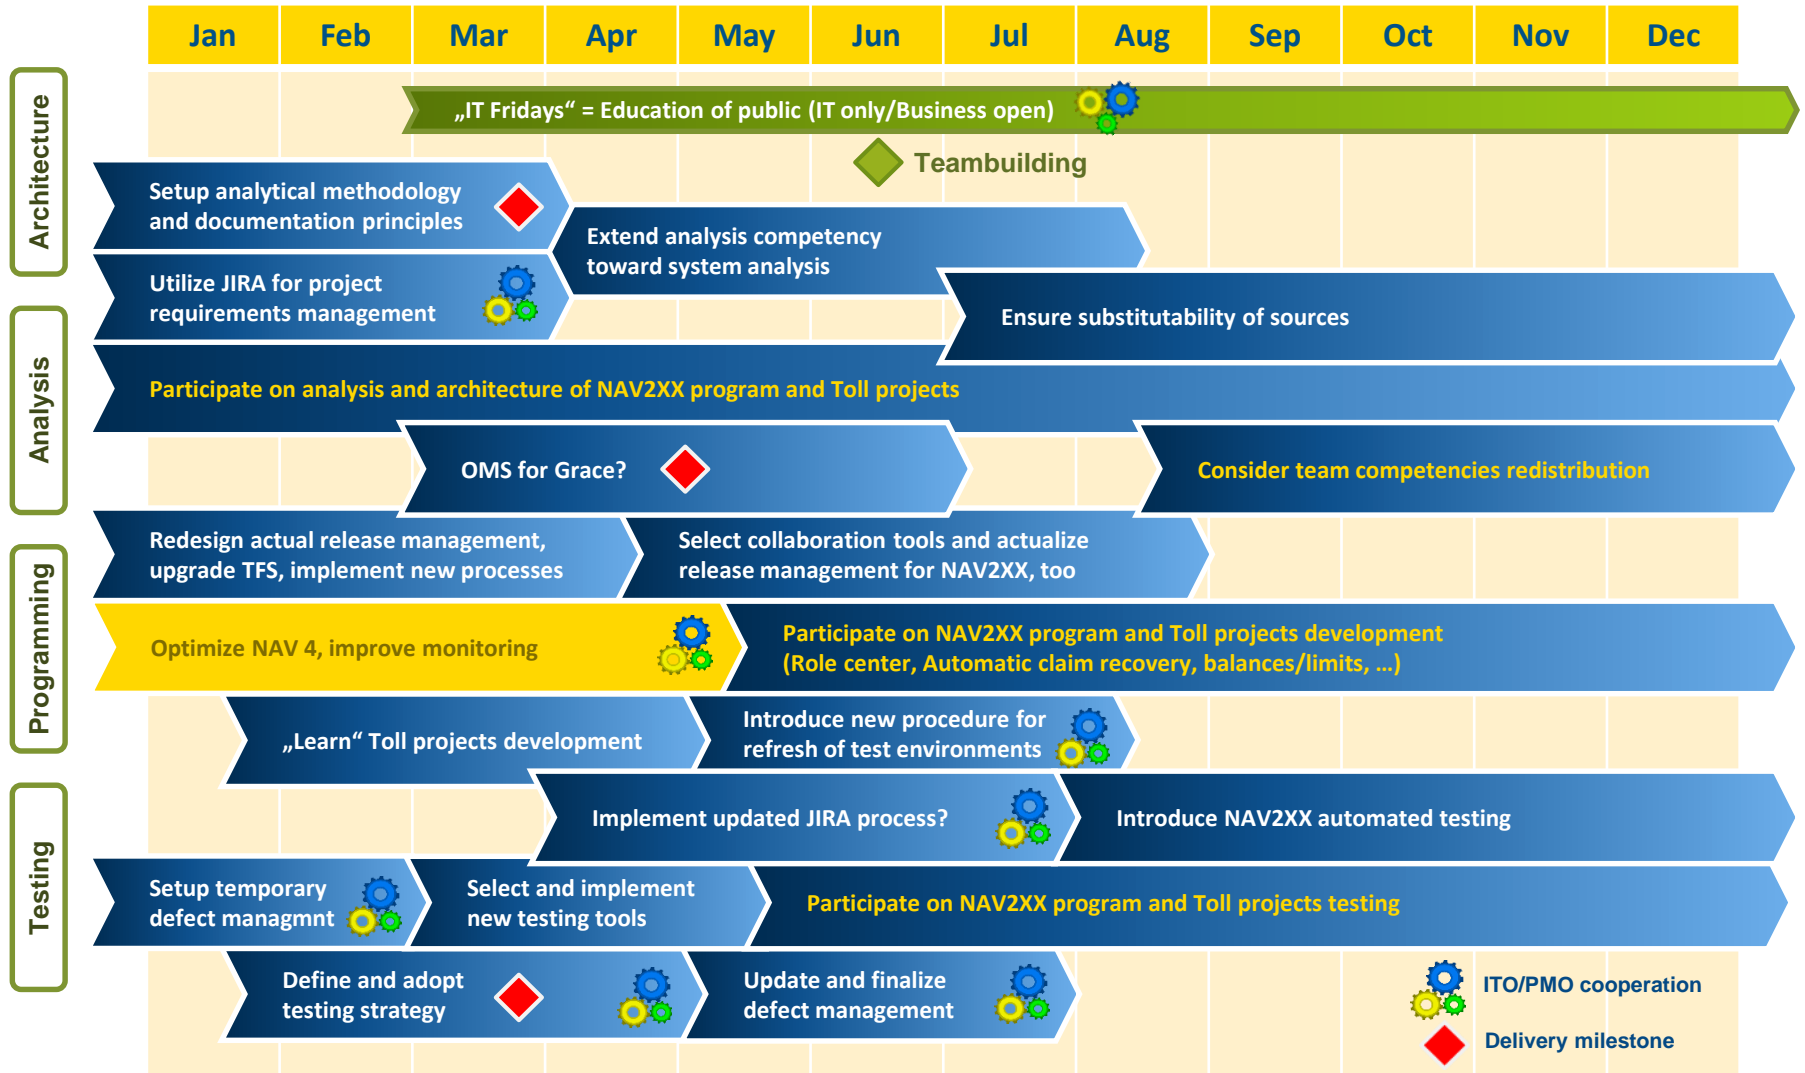 Jan Feb Mar Apr May Jun Jul Aug Sep Oct Nov Dec
Architecture
„IT Fridays“ = Education of public (IT only/Business open)
Teambuilding
Setup analytical methodology
and documentation principles
Extend analysis competency
toward system analysis
Utilize JIRA for project
requirements management
Ensure substitutability of sources
Analysis
Participate on analysis and architecture of NAV2XX program and Toll projects
OMS for Grace?
Consider team competencies redistribution
Programming
Redesign actual release management,
upgrade TFS, implement new processes
Select collaboration tools and actualize
release management for NAV2XX, too
Optimize NAV 4, improve monitoring
Participate on NAV2XX program and Toll projects development
(Role center, Automatic claim recovery, balances/limits, ...)
„Learn“ Toll projects development
Introduce new procedure for
refresh of test environments
Testing
Implement updated JIRA process?
Introduce NAV2XX automated testing
Setup temporary
defect managmnt
Select and implement
new testing tools
Participate on NAV2XX program and Toll projects testing
Define and adopt
testing strategy
Update and finalize
defect management
ITO/PMO cooperation
Delivery milestone